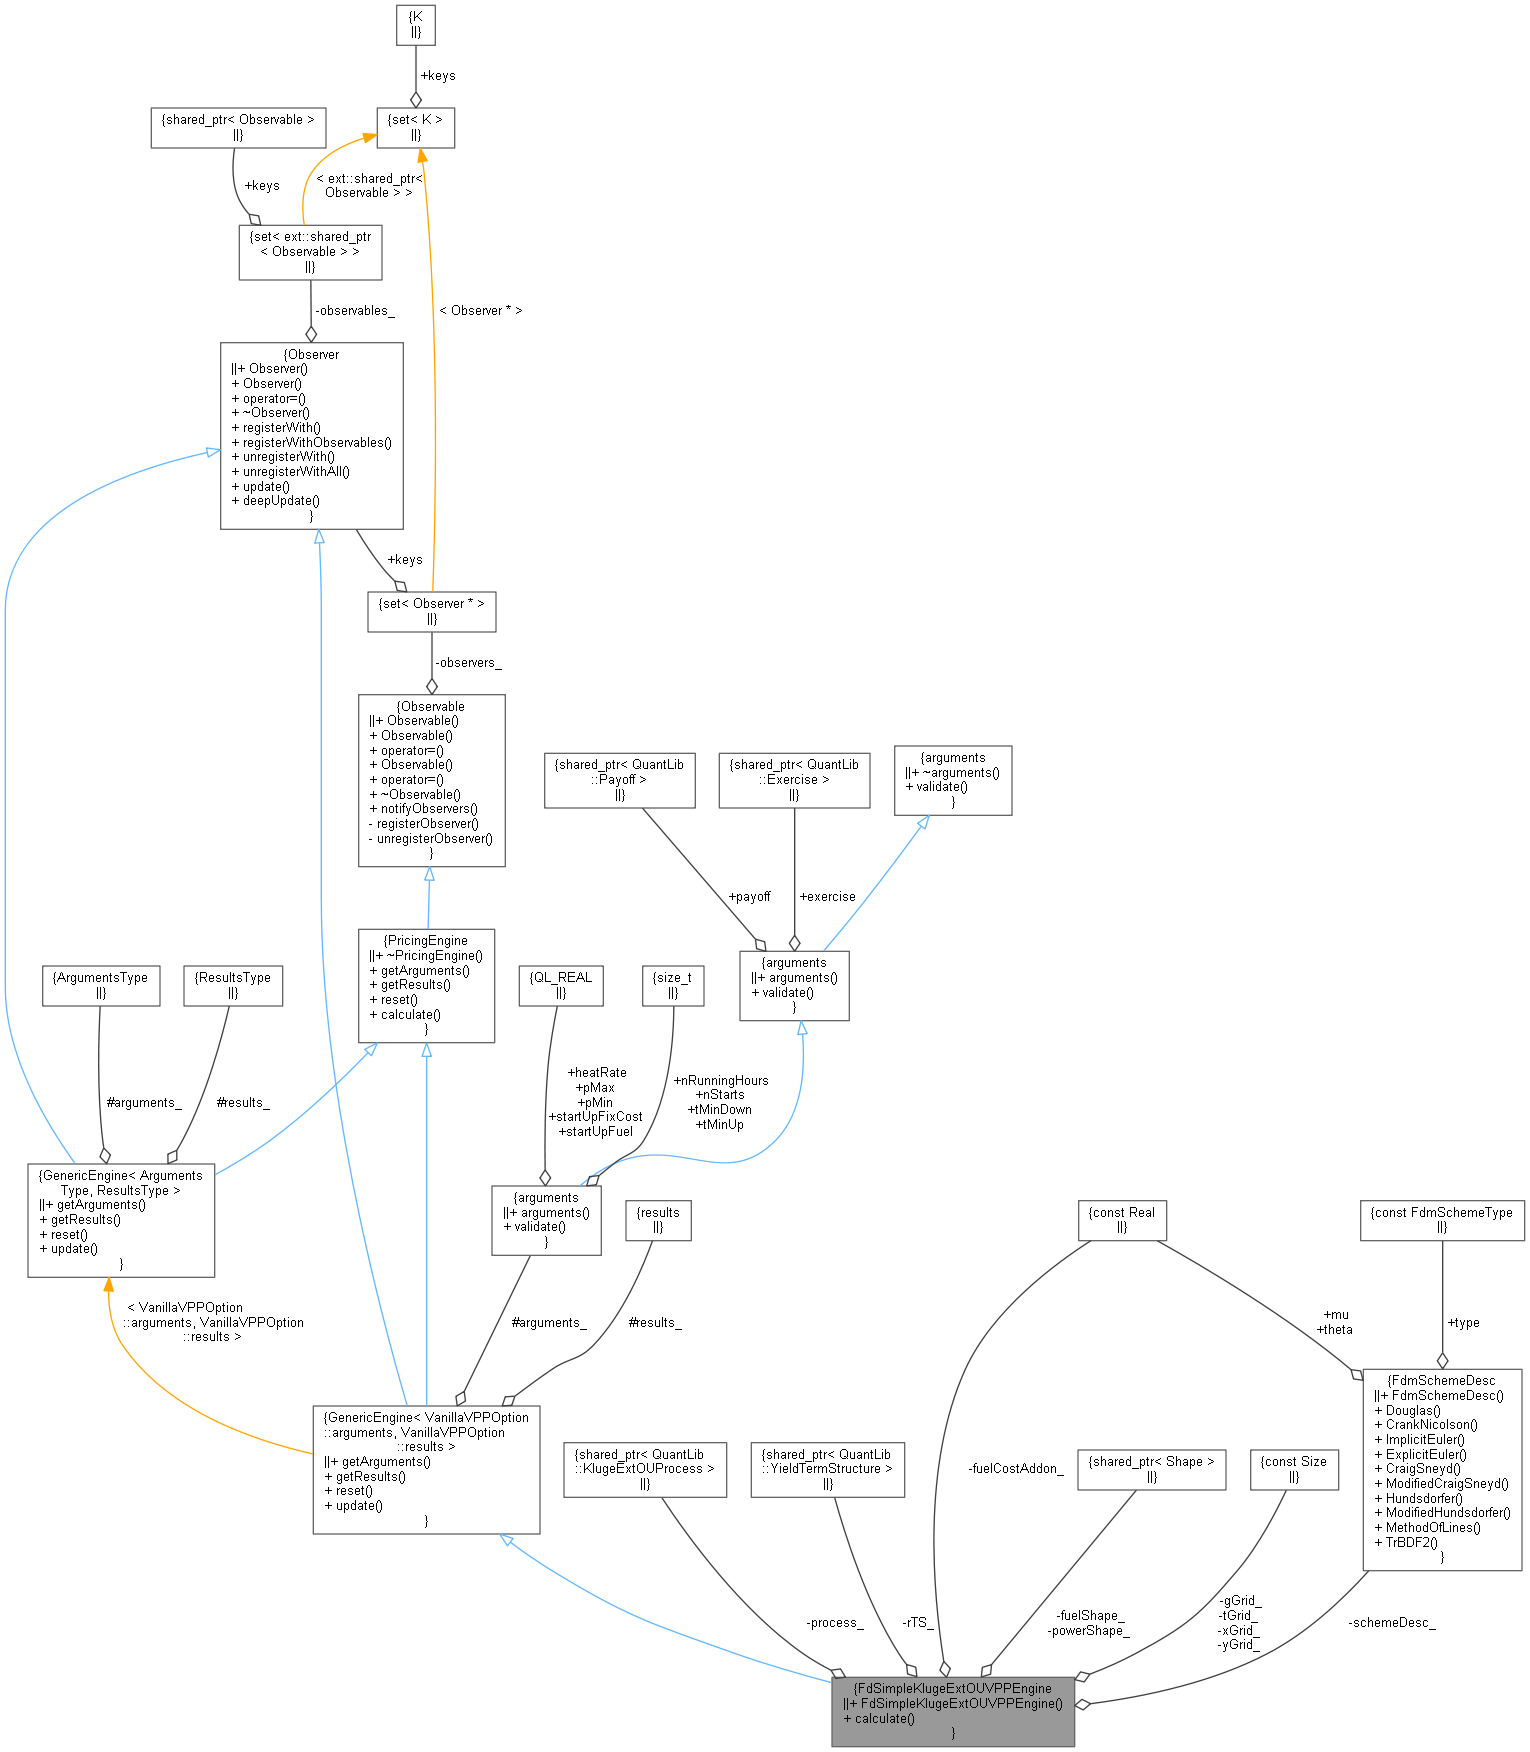 {K
||}
+keys
{shared_ptr< Observable >
||}
{set< K >
||}
+keys
< ext::shared_ptr<
Observable > >
{set< ext::shared_ptr
< Observable > >
||}
-observables_
< Observer * >
{Observer
||+ Observer()
+ Observer()
+ operator=()
+ ~Observer()
+ registerWith()
+ registerWithObservables()
+ unregisterWith()
+ unregisterWithAll()
+ update()
+ deepUpdate()
}
+keys
{set< Observer * >
||}
-observers_
{Observable
||+ Observable()
+ Observable()
+ operator=()
+ Observable()
+ operator=()
+ ~Observable()
+ notifyObservers()
- registerObserver()
- unregisterObserver()
}
{shared_ptr< QuantLib
::Payoff >
||}
{shared_ptr< QuantLib
::Exercise >
||}
{arguments
||+ ~arguments()
+ validate()
}
+payoff
+exercise
{PricingEngine
||+ ~PricingEngine()
+ getArguments()
+ getResults()
+ reset()
+ calculate()
}
{arguments
||+ arguments()
+ validate()
}
{ArgumentsType
||}
{ResultsType
||}
{QL_REAL
||}
{size_t
||}
#arguments_
#results_
+heatRate
+pMax
+pMin
+startUpFixCost
+startUpFuel
+nRunningHours
+nStarts
+tMinDown
+tMinUp
{GenericEngine< Arguments
Type, ResultsType >
||+ getArguments()
+ getResults()
+ reset()
+ update()
}
{arguments
||+ arguments()
+ validate()
}
{results
||}
{const Real
||}
{const FdmSchemeType
||}
< VanillaVPPOption
::arguments, VanillaVPPOption
::results >
#arguments_
#results_
+mu
+theta
+type
{GenericEngine< VanillaVPPOption
::arguments, VanillaVPPOption
::results >
||+ getArguments()
+ getResults()
+ reset()
+ update()
}
{shared_ptr< QuantLib
::KlugeExtOUProcess >
||}
{shared_ptr< QuantLib
::YieldTermStructure >
||}
-fuelCostAddon_
{shared_ptr< Shape >
||}
{const Size
||}
{FdmSchemeDesc
||+ FdmSchemeDesc()
+ Douglas()
+ CrankNicolson()
+ ImplicitEuler()
+ ExplicitEuler()
+ CraigSneyd()
+ ModifiedCraigSneyd()
+ Hundsdorfer()
+ ModifiedHundsdorfer()
+ MethodOfLines()
+ TrBDF2()
}
-process_
-rTS_
-fuelShape_
-powerShape_
-gGrid_
-tGrid_
-xGrid_
-yGrid_
-schemeDesc_
{FdSimpleKlugeExtOUVPPEngine
||+ FdSimpleKlugeExtOUVPPEngine()
+ calculate()
}